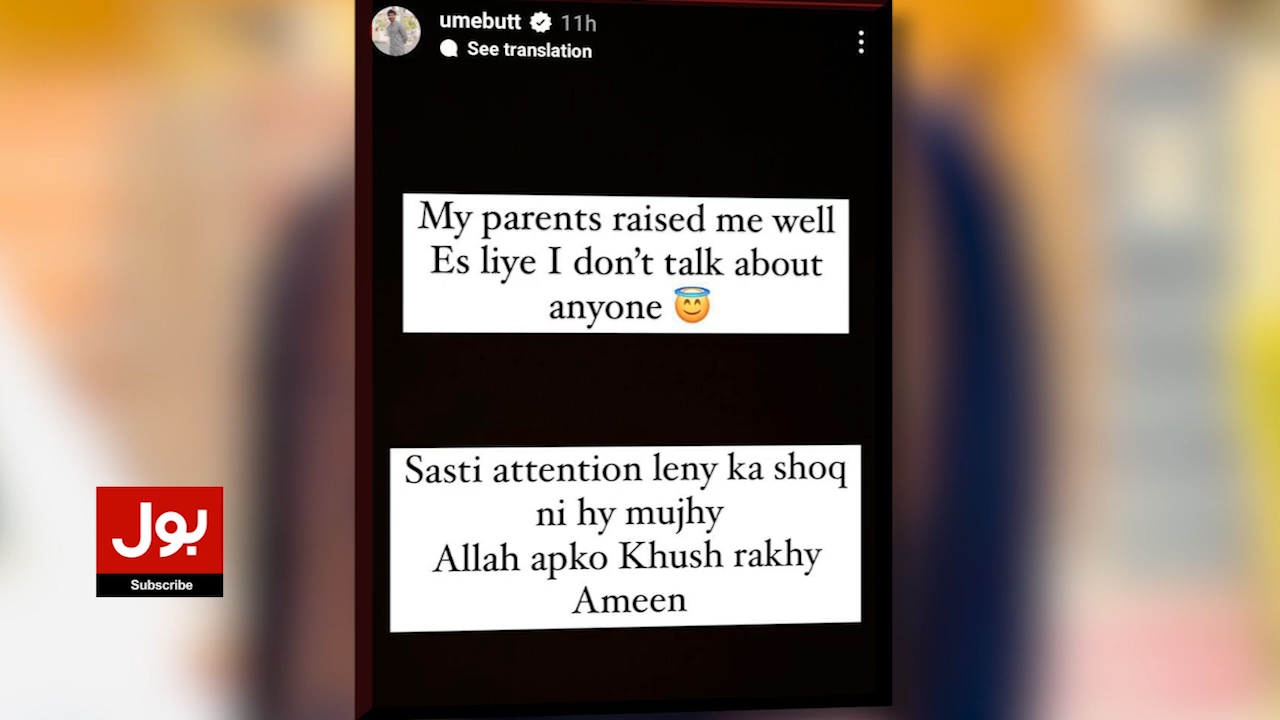 umebutt 11h
See translation
My parents raised me well
Es liye I don't talk about
anyone 😇
Sasti attention leny ka shoq
ni hy mujhy
Allah apko Khush rakhy
Ameen
بول
Subscribe